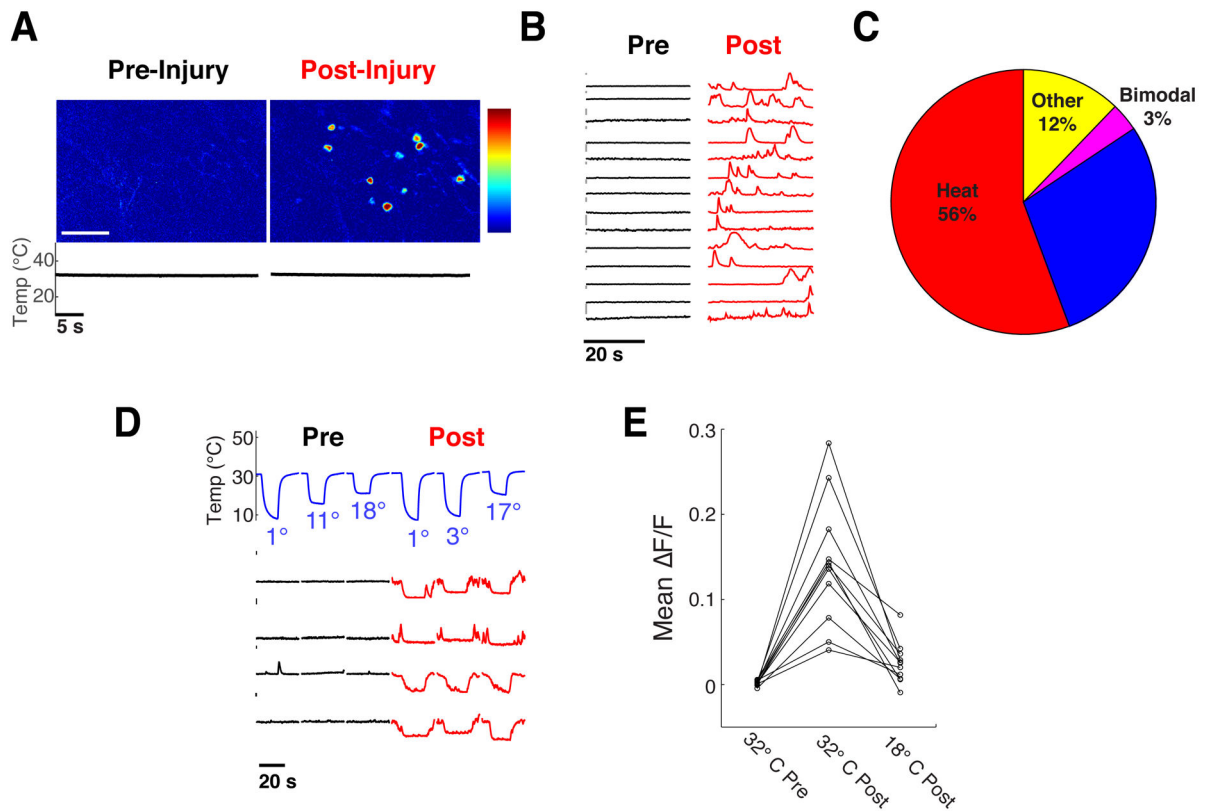 A
Pre-Injury
Post-Injury
Temp (°C)
40
20
5 s
B
Pre
Post
20 s
C
Other
12%
Bimodal
3%
Heat
56%
D
Pre
Post
Temp (°C)
50
30
10
1°
11°
18°
1°
3°
17°
20 s
E
Mean ΔF/F
0.3
0.2
0.1
0
32° C Pre
32° C Post
18° C Post